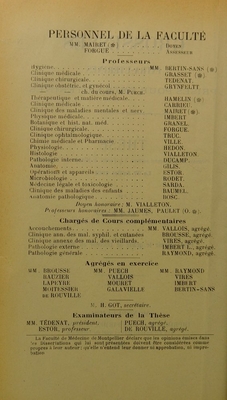 PERSONNEL DE LA FACULTÉ
MM. MAIRET (✻) DOYEN
FORGUE ASSESSEUR
Professeurs
Hygiène MM. BERTIN-SANS (✻)
Clinique médicale GRASSET (✻)
Clinique chirurgicale TÉDENAT.
Clinique obstétric. et gynécol GRYNFELTT
ch. du cours, M. PUECH
Thérapeutique et matière médicale HAMELIN (✻)
Clinique médicale CARRIEU.
Clinique des maladies mentales et nerv. MAIRET (✻)
Physique médicale IMBERT
Botanique et hist. nat. méd. GRANEL.
Clinique chirurgicale FORGUE.
Clinique ophtalmologique TRUC.
Chimie médicale et Pharmacie VILLE
Physiologie HEDON.
Histologie VIALLETON
Pathologie interne DUCAMP.
Anatomie GILIS
Opérations et appareils ESTOR.
Microbiologie RODET
Médecine légale et toxicologie SARDA.
Clinique des maladies des enfants BAUMEL
Anatomie pathologique BOSC.
Doyen honoraire : M. VIALLETON.
Professeurs honoraires : MM. JAUMES, PAULET (O. ✻)
Chargés de Cours complémentaires
Accouchements MM. VALLOIS, agrégé.
Clinique ann. des mal. syphil. et cutanées BROUSSE, agrégé.
Clinique annexe des mal. des vieillards. VIRES, agrégé.
Pathologie externe IMBERT L., agrégé.
Pathologie générale RAYMOND, agrégé.
Agrégés en exercice
MM. BROUSSE MM. PUECH MM. RAYMOND
RAUZIER VALLOIS VIRES
LAPEYRE MOURET IMBERT
MOITESSIER GALAVIELLE BERTIN-SANS
DE ROUVILLE
M. H. GOT, secrétaire.
Examinateurs de la Thèse
MM. TÉDENAT, président. PUECH, agrégé.
ESTOR, professeur. DE ROUVILLE, agrégé.
La Faculté de Médecine de Montpellier déclare que les opinions émises dans
les dissertations qui lui sont présentées doivent être considérées comme
propres à leur auteur; qu'elle n'entend leur donner ni approbation, ni improbation